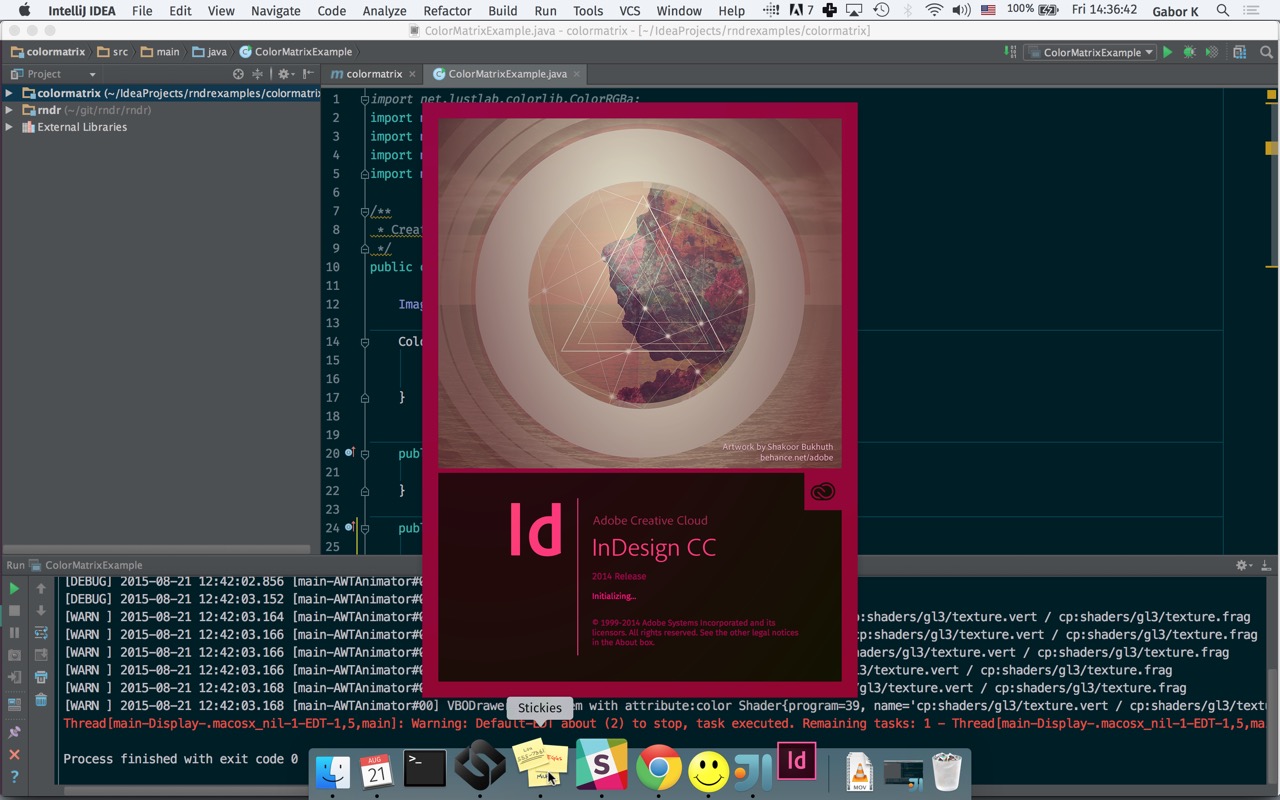 IntelliJ IDEA File Edit View Navigate Code Analyze Refactor Build Run Tools VCS Window Help 7 100% Fri 14:36:42 Gabor K
ColorMatrixExample.java - colormatrix - [~/IdeaProjects/rndrexamples/colormatrix]
colormatrix src main java ColorMatrixExample ColorMatrixExample
Project colormatrix ColorMatrixExample.java
colormatrix (~/IdeaProjects/rndrexamples/colormatrix
rndr (~/git/rndr/rndr)
External Libraries
1 import net.lustlab.colorlib.ColorRGBa;
2 import n
3 import n
4 import n
5 import n
6
7 /**
8 * Creat
9 */
10 public c
11
12 Imag
13
14 Colo
15
16
17 }
18
19
20 publ
21
22 }
23
24 publ
25
Artwork by Shakoor Bukhuth
behance.net/adobe
Id
Adobe Creative Cloud
InDesign CC
2014 Release
Initializing...
© 1999-2014 Adobe Systems Incorporated and its
licensors. All rights reserved. See the other legal notices
in the About box.
Run ColorMatrixExample
[DEBUG] 2015-08-21 12:42:02.856 [main-AWTAnimator#0
[DEBUG] 2015-08-21 12:42:03.152 [main-AWTAnimator#0
[WARN ] 2015-08-21 12:42:03.164 [main-AWTAnimator#0 p:shaders/gl3/texture.vert / cp:shaders/gl3/texture.frag
[WARN ] 2015-08-21 12:42:03.166 [main-AWTAnimator#0 cp:shaders/gl3/texture.vert / cp:shaders/gl3/texture.frag
[WARN ] 2015-08-21 12:42:03.166 [main-AWTAnimator#0 shaders/gl3/texture.vert / cp:shaders/gl3/texture.frag
[WARN ] 2015-08-21 12:42:03.166 [main-AWTAnimator#0 .vert / cp:shaders/gl3/texture.frag
[WARN ] 2015-08-21 12:42:03.168 [main-AWTAnimator#0 ers/gl3/texture.vert / cp:shaders/gl3/texture.frag
[WARN ] 2015-08-21 12:42:03.168 [main-AWTAnimator#00] VBODrawe em with attribute:color Shader{program=39, name='cp:shaders/gl3/texture.vert / cp
Thread[main-Display-.macosx_nil-1-EDT-1,5,main]: Warning: Default-EDT about (2) to stop, task executed. Remaining tasks: 1 - Thread[main-Display-.macosx_nil-1-EDT-1,5,ma
Process finished with exit code 0
Stickies
AUG
21
>_
S
Id
MOV